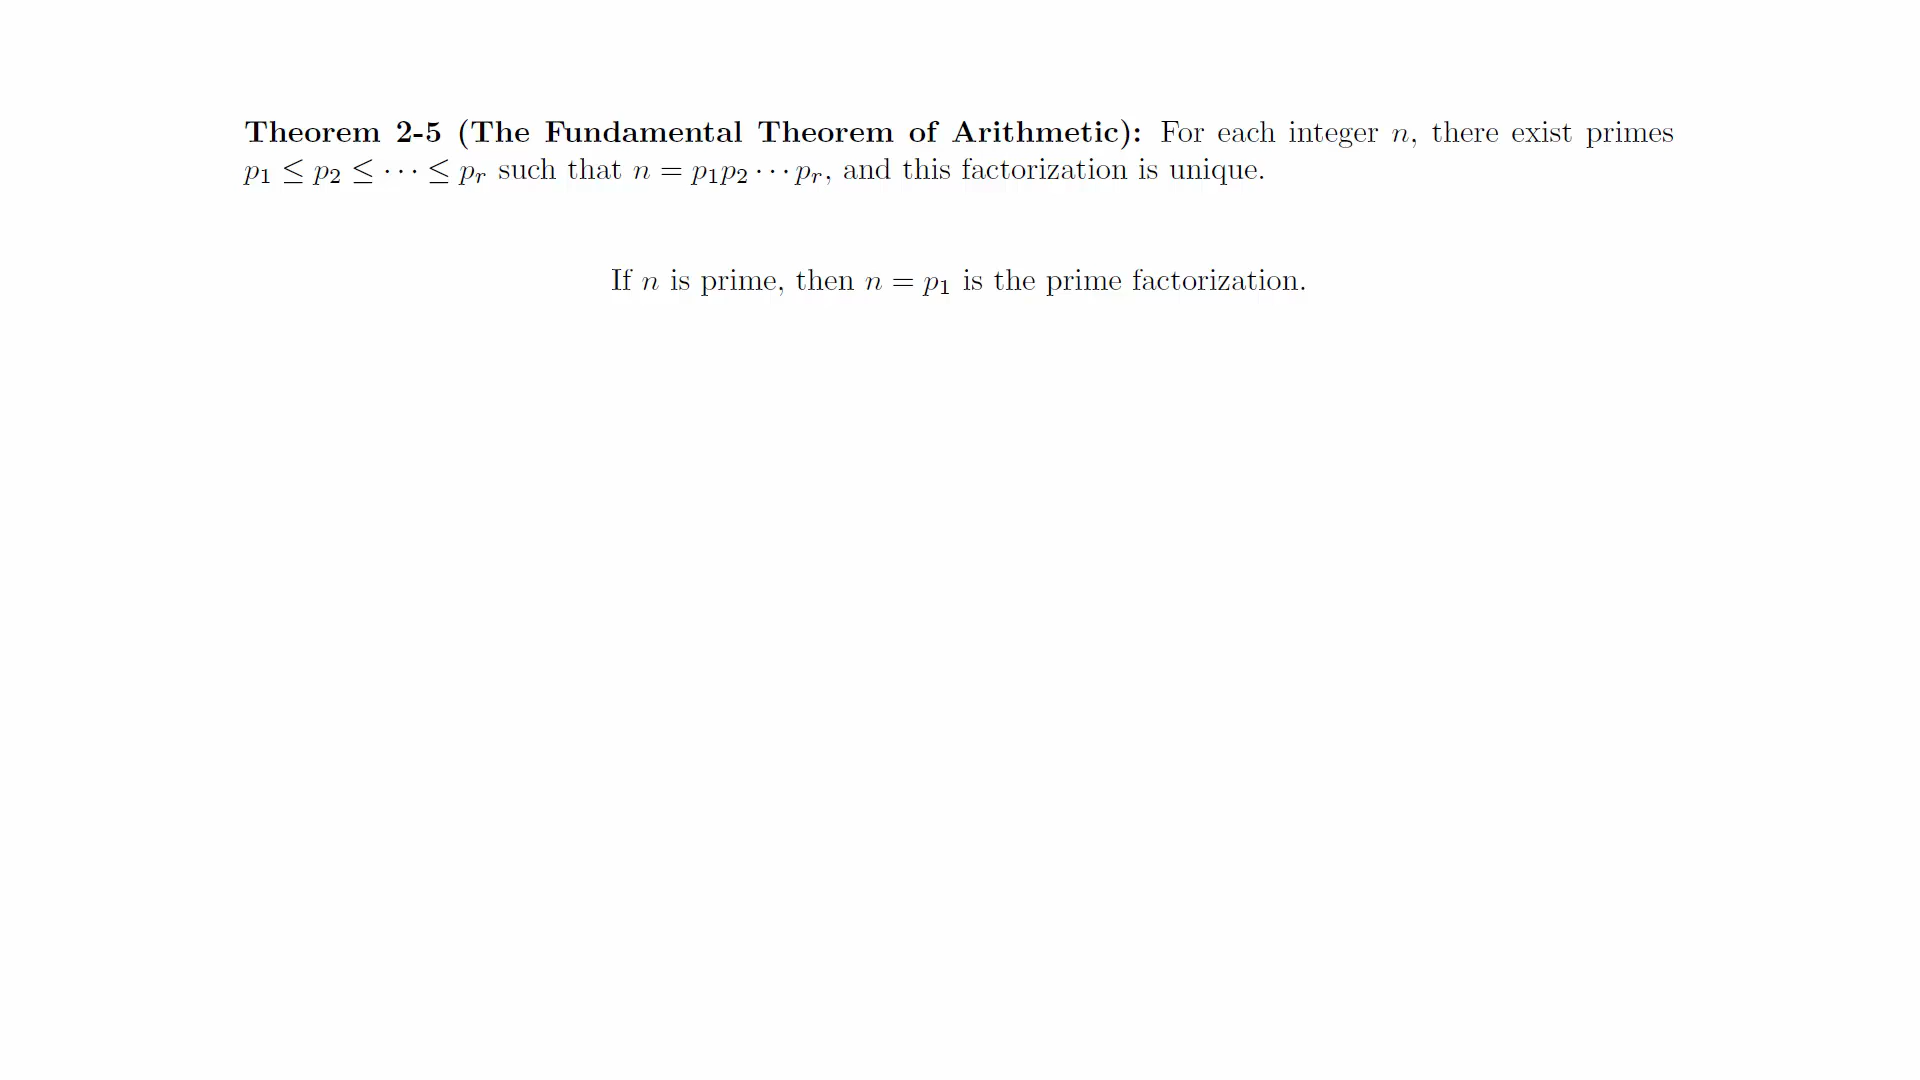 Theorem 2-5 (The Fundamental Theorem of Arithmetic): For each integer n, there exist primes
p₁ ≤ p₂ ≤ ⋯ ≤ pᵣ such that n = p₁p₂⋯pᵣ, and this factorization is unique.
If n is prime, then n = p₁ is the prime factorization.